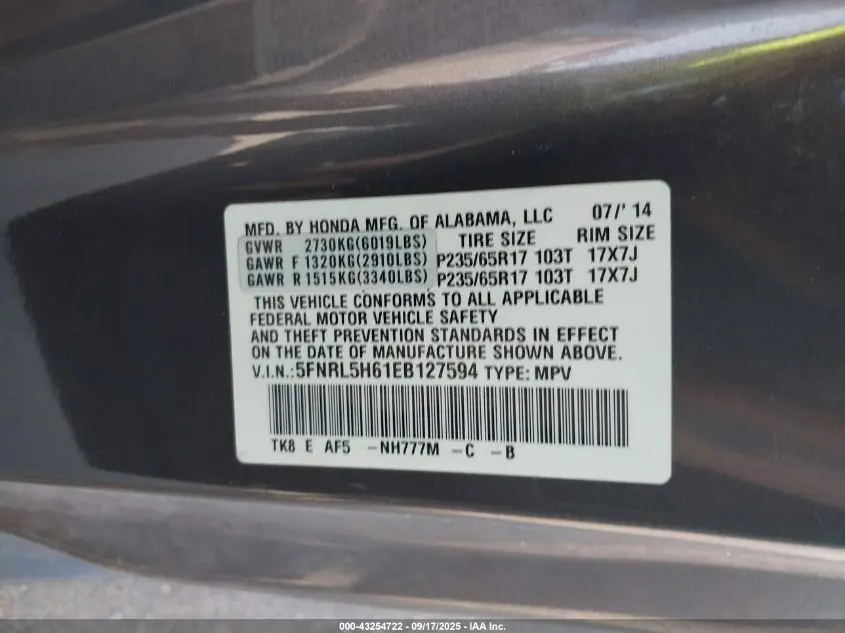 MFD. BY HONDA MFG. OF ALABAMA, LLC 07/' 14
GVWR 2730KG(6019LBS) TIRE SIZE RIM SIZE
GAWR F 1320KG(2910LBS) P235/65R17 103T 17X7J
GAWR R 1515KG(3340LBS) P235/65R17 103T 17X7J
THIS VEHICLE CONFORMS TO ALL APPLICABLE
FEDERAL MOTOR VEHICLE SAFETY
AND THEFT PREVENTION STANDARDS IN EFFECT
ON THE DATE OF MANUFACTURE SHOWN ABOVE.
V.I.N.:5FNRL5H61EB127594 TYPE: MPV
TK8 E AF5 -NH777M -C -B
000-43254722 - 09/17/2025 - IAA Inc.